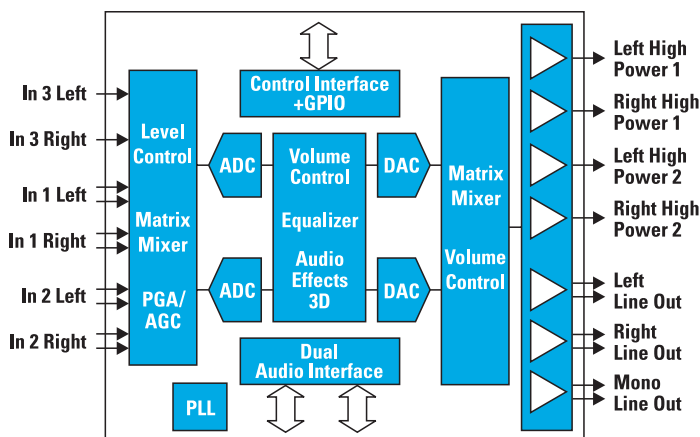 In 3 Left
In 3 Right
In 1 Left
In 1 Right
In 2 Left
In 2 Right
Level
Control
Matrix
Mixer
PGA/
AGC
Control Interface
+GPIO
ADC
ADC
Volume
Control
Equalizer
Audio
Effects
3D
DAC
DAC
Dual
Audio Interface
PLL
Matrix
Mixer
Volume
Control
Left High
Power 1
Right High
Power 1
Left High
Power 2
Right High
Power 2
Left
Line Out
Right
Line Out
Mono
Line Out